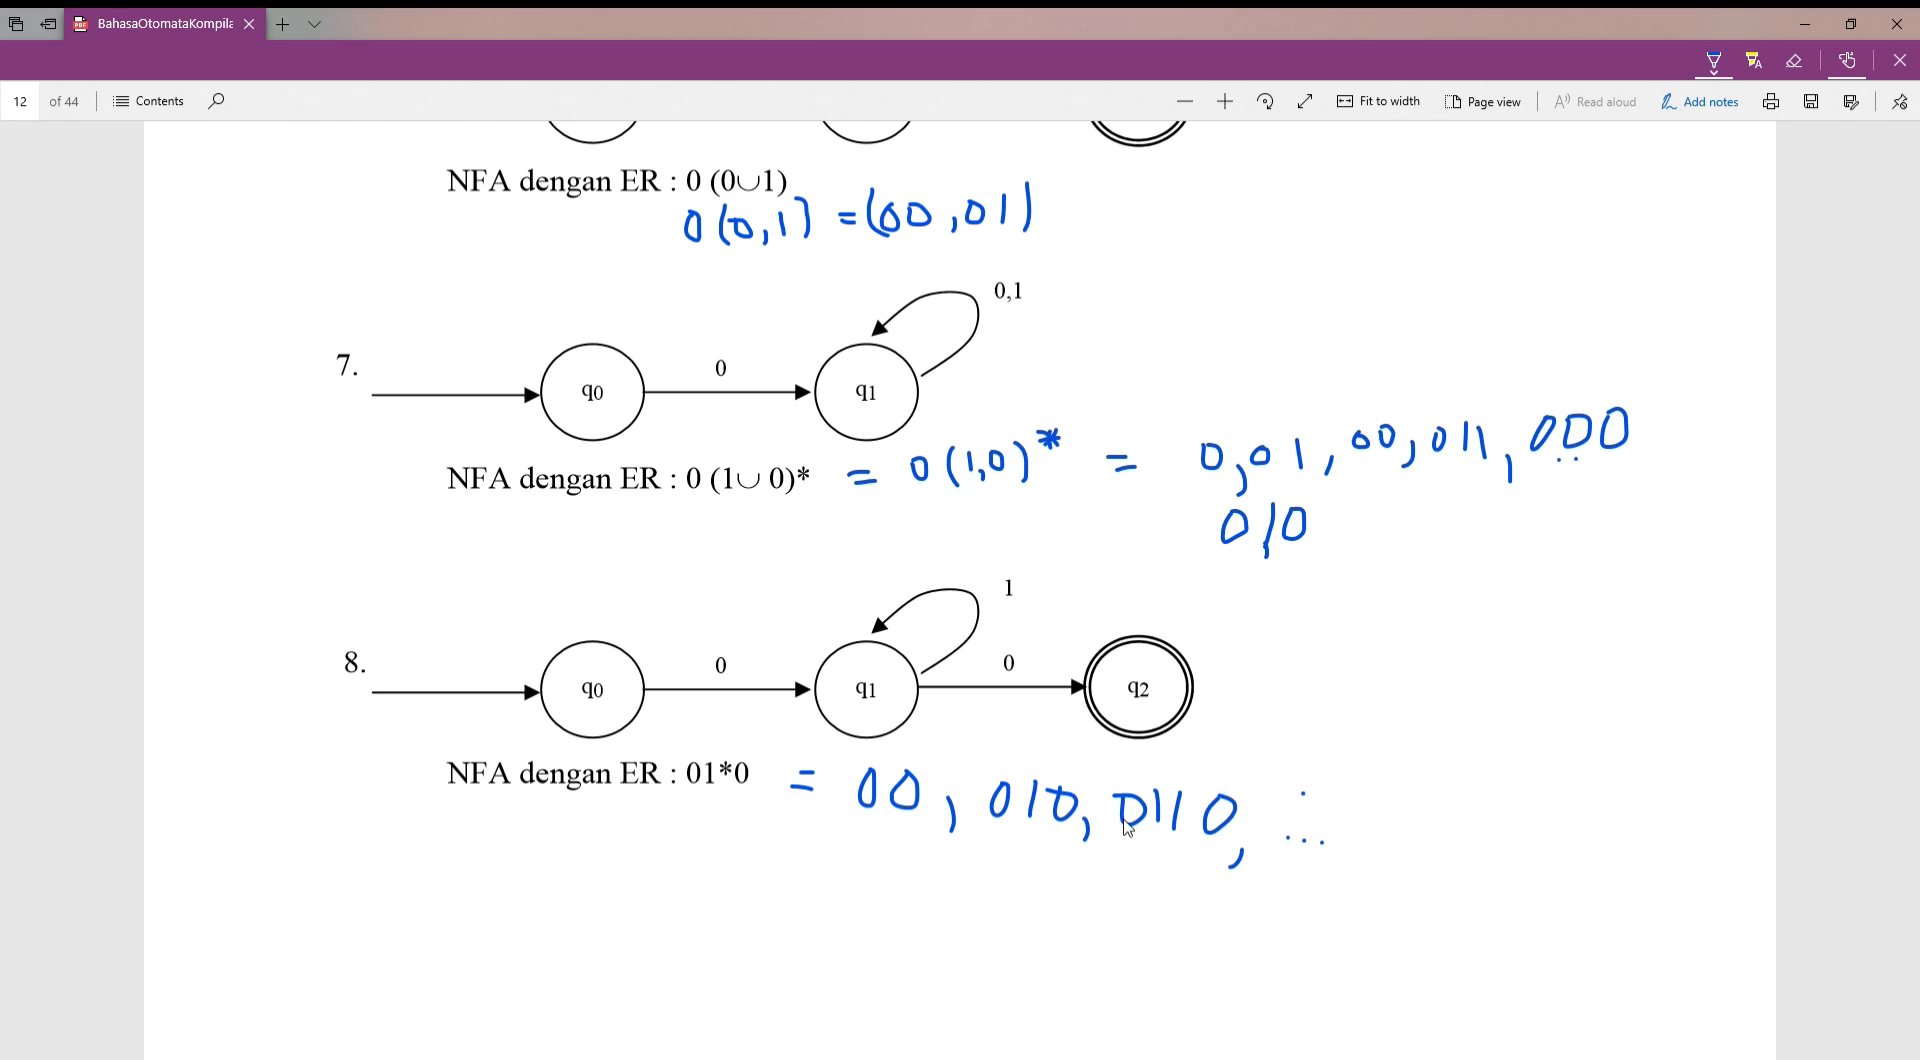 BahasaOtomataKompila
12 of 44 Contents Fit to width Page view Read aloud Add notes
NFA dengan ER : 0 (0∪1)
0(0,1) = (00,01)
0,1
7.
q0 0 q1
NFA dengan ER : 0 (1∪ 0)* = 0(1,0)* = 0,01,00,011,000
010
1
8.
q0 0 q1 0 q2
NFA dengan ER : 01*0 = 00, 010, 0110, ...